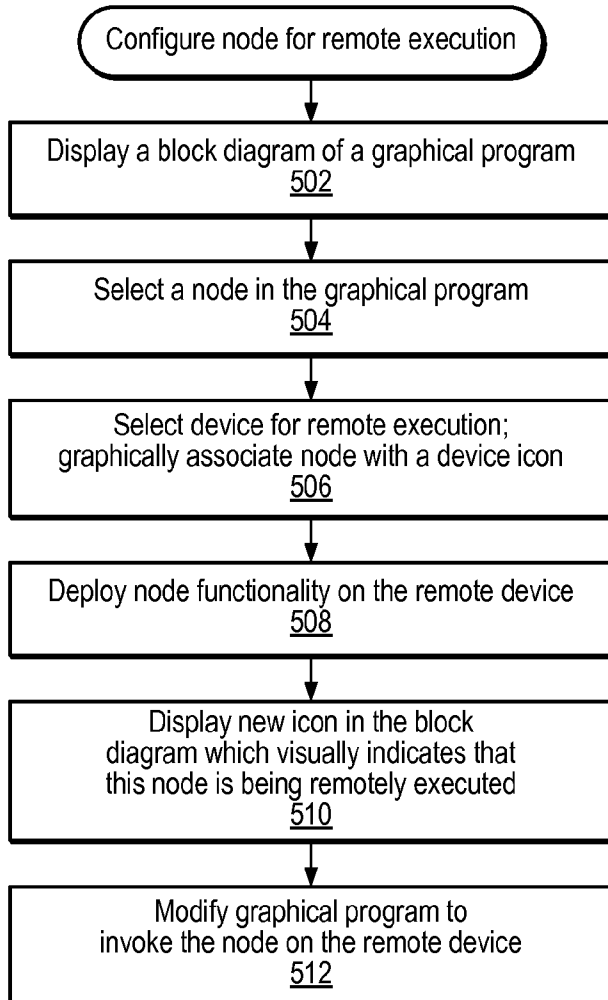 Configure node for remote execution
Display a block diagram of a graphical program
502
Select a node in the graphical program
504
Select device for remote execution;
graphically associate node with a device icon
506
Deploy node functionality on the remote device
508
Display new icon in the block
diagram which visually indicates that
this node is being remotely executed
510
Modify graphical program to
invoke the node on the remote device
512